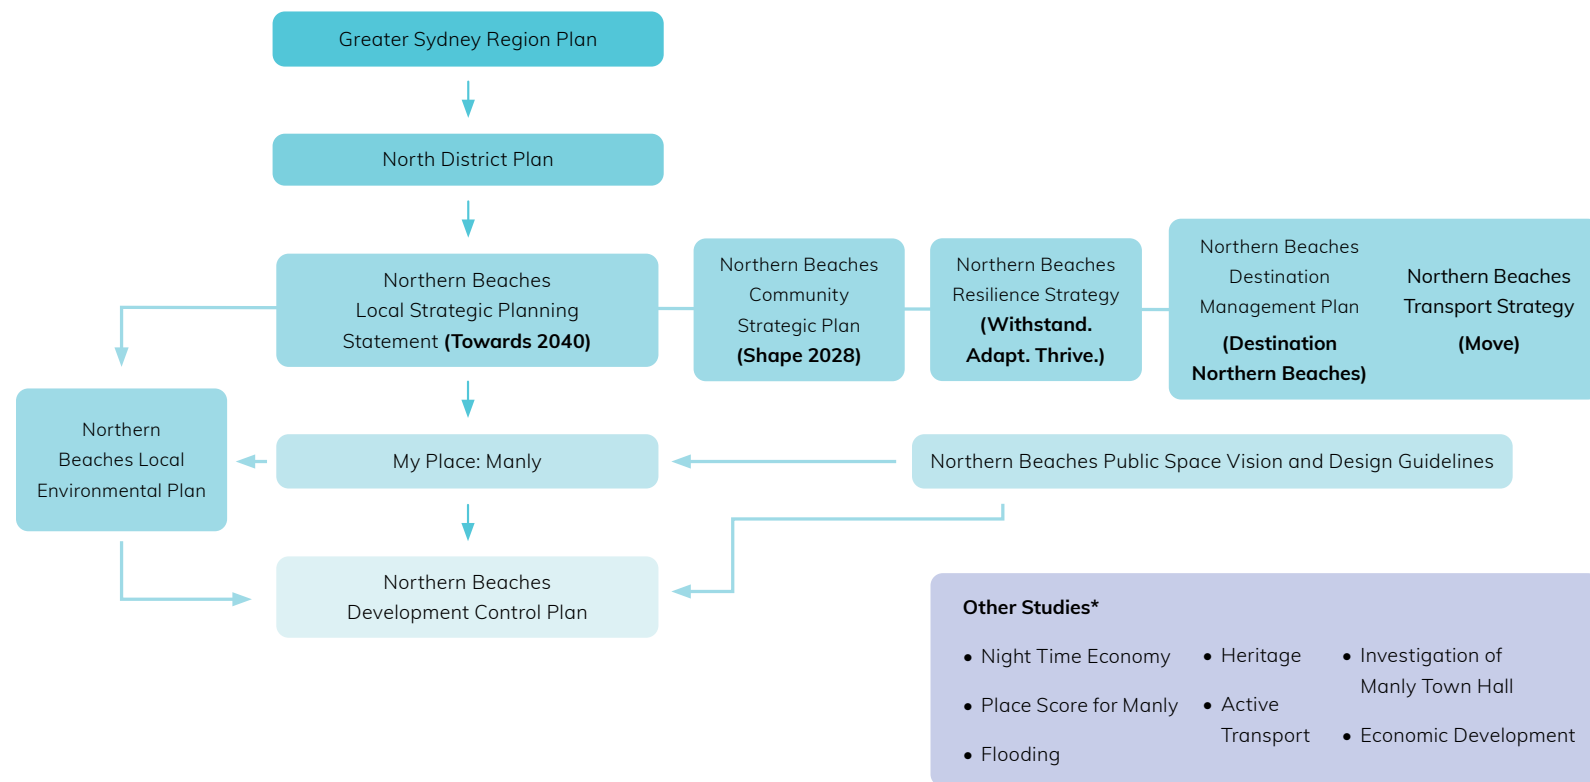 Greater Sydney Region Plan
North District Plan
Northern Beaches
Local Strategic Planning
Statement (Towards 2040)
Northern Beaches
Community
Strategic Plan
(Shape 2028)
Northern Beaches
Resilience Strategy
(Withstand.
Adapt. Thrive.)
Northern Beaches
Destination
Management Plan
(Destination
Northern Beaches)
Northern Beaches
Transport Strategy
(Move)
Northern
Beaches Local
Environmental Plan
My Place: Manly
Northern Beaches Public Space Vision and Design Guidelines
Northern Beaches
Development Control Plan
Other Studies*
• Night Time Economy
• Place Score for Manly
• Flooding
• Heritage
• Active
Transport
• Investigation of
Manly Town Hall
• Economic Development